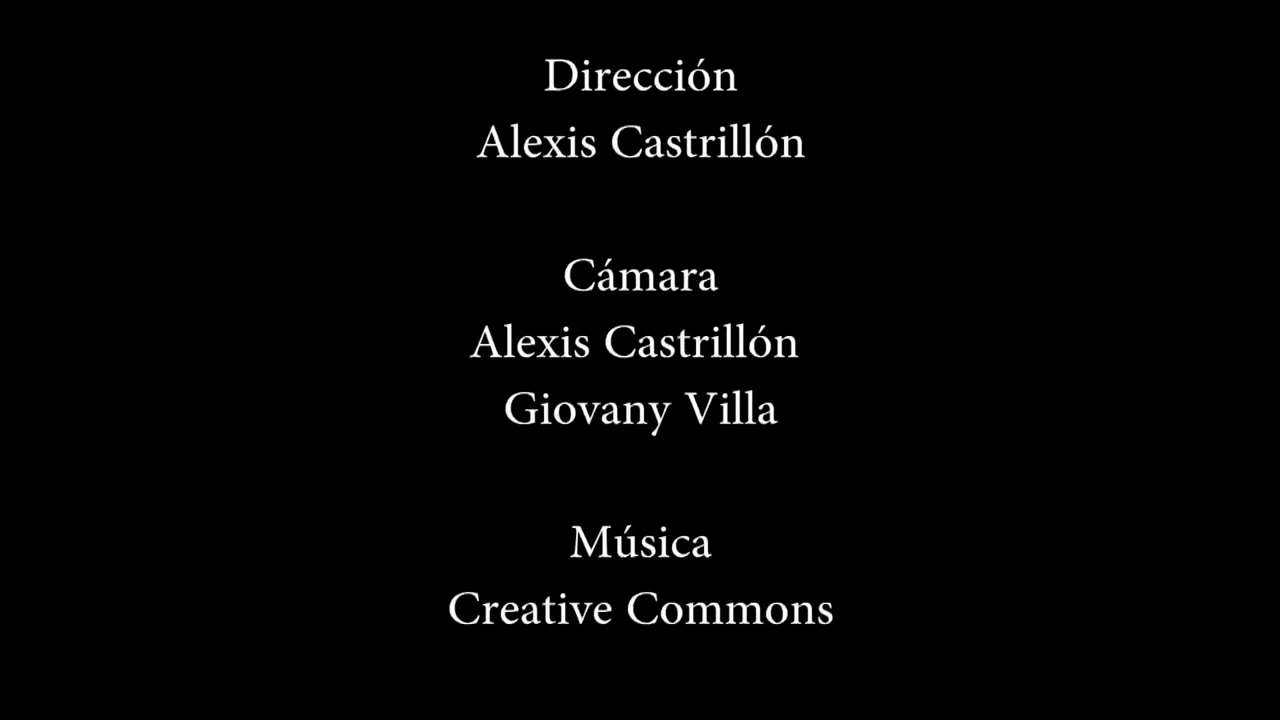 Dirección
Alexis Castrillón
Cámara
Alexis Castrillón
Giovany Villa
Música
Creative Commons